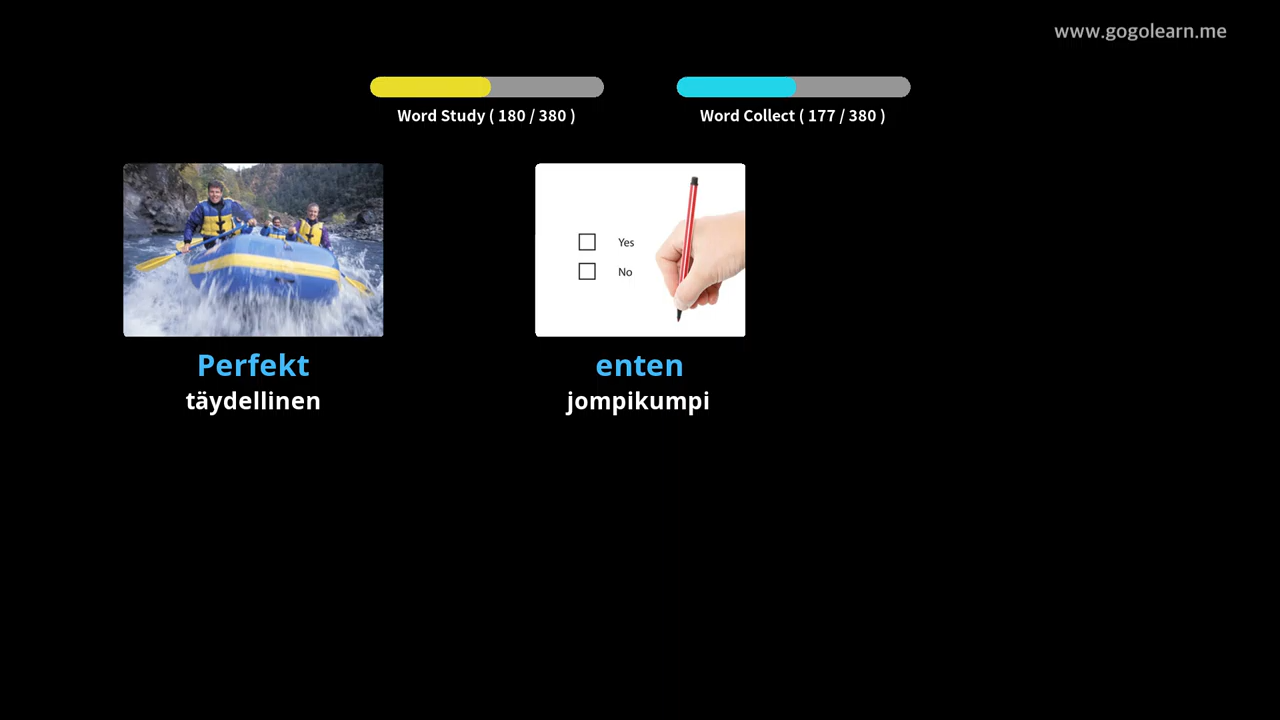 www.gogolearn.me
Word Study ( 180 / 380 )
Word Collect ( 177 / 380 )
Yes
No
Perfekt
täydellinen
enten
jompikumpi